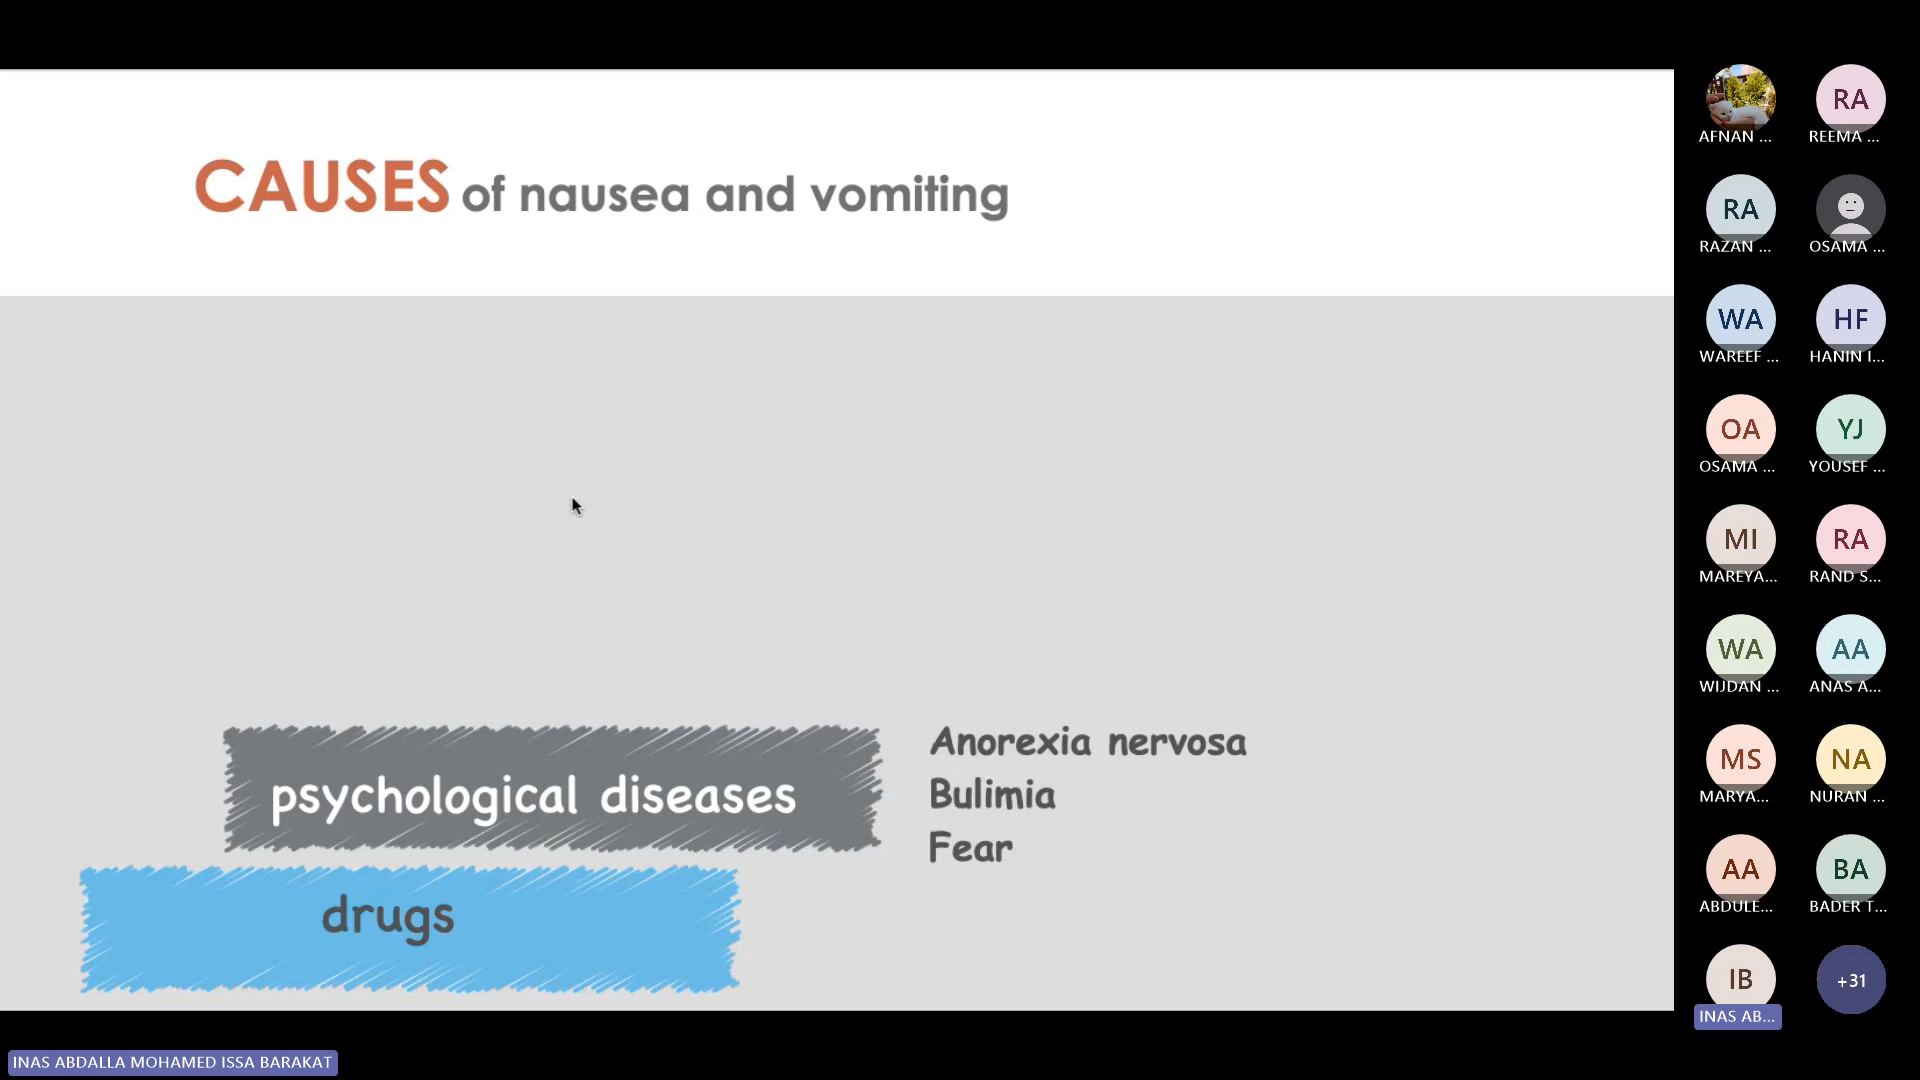 CAUSES of nausea and vomiting
psychological diseases
Anorexia nervosa
Bulimia
Fear
drugs
AFNAN ...
RA
REEMA ...
RA
RAZAN ...
OSAMA ...
WA
WAREEF ...
HF
HANIN I...
OA
OSAMA ...
YJ
YOUSEF ...
MI
MAREYA...
RA
RAND S...
WA
WIJDAN ...
AA
ANAS A...
MS
MARYA...
NA
NURAN ...
AA
ABDULE...
BA
BADER T...
IB
INAS AB...
+31
INAS ABDALLA MOHAMED ISSA BARAKAT